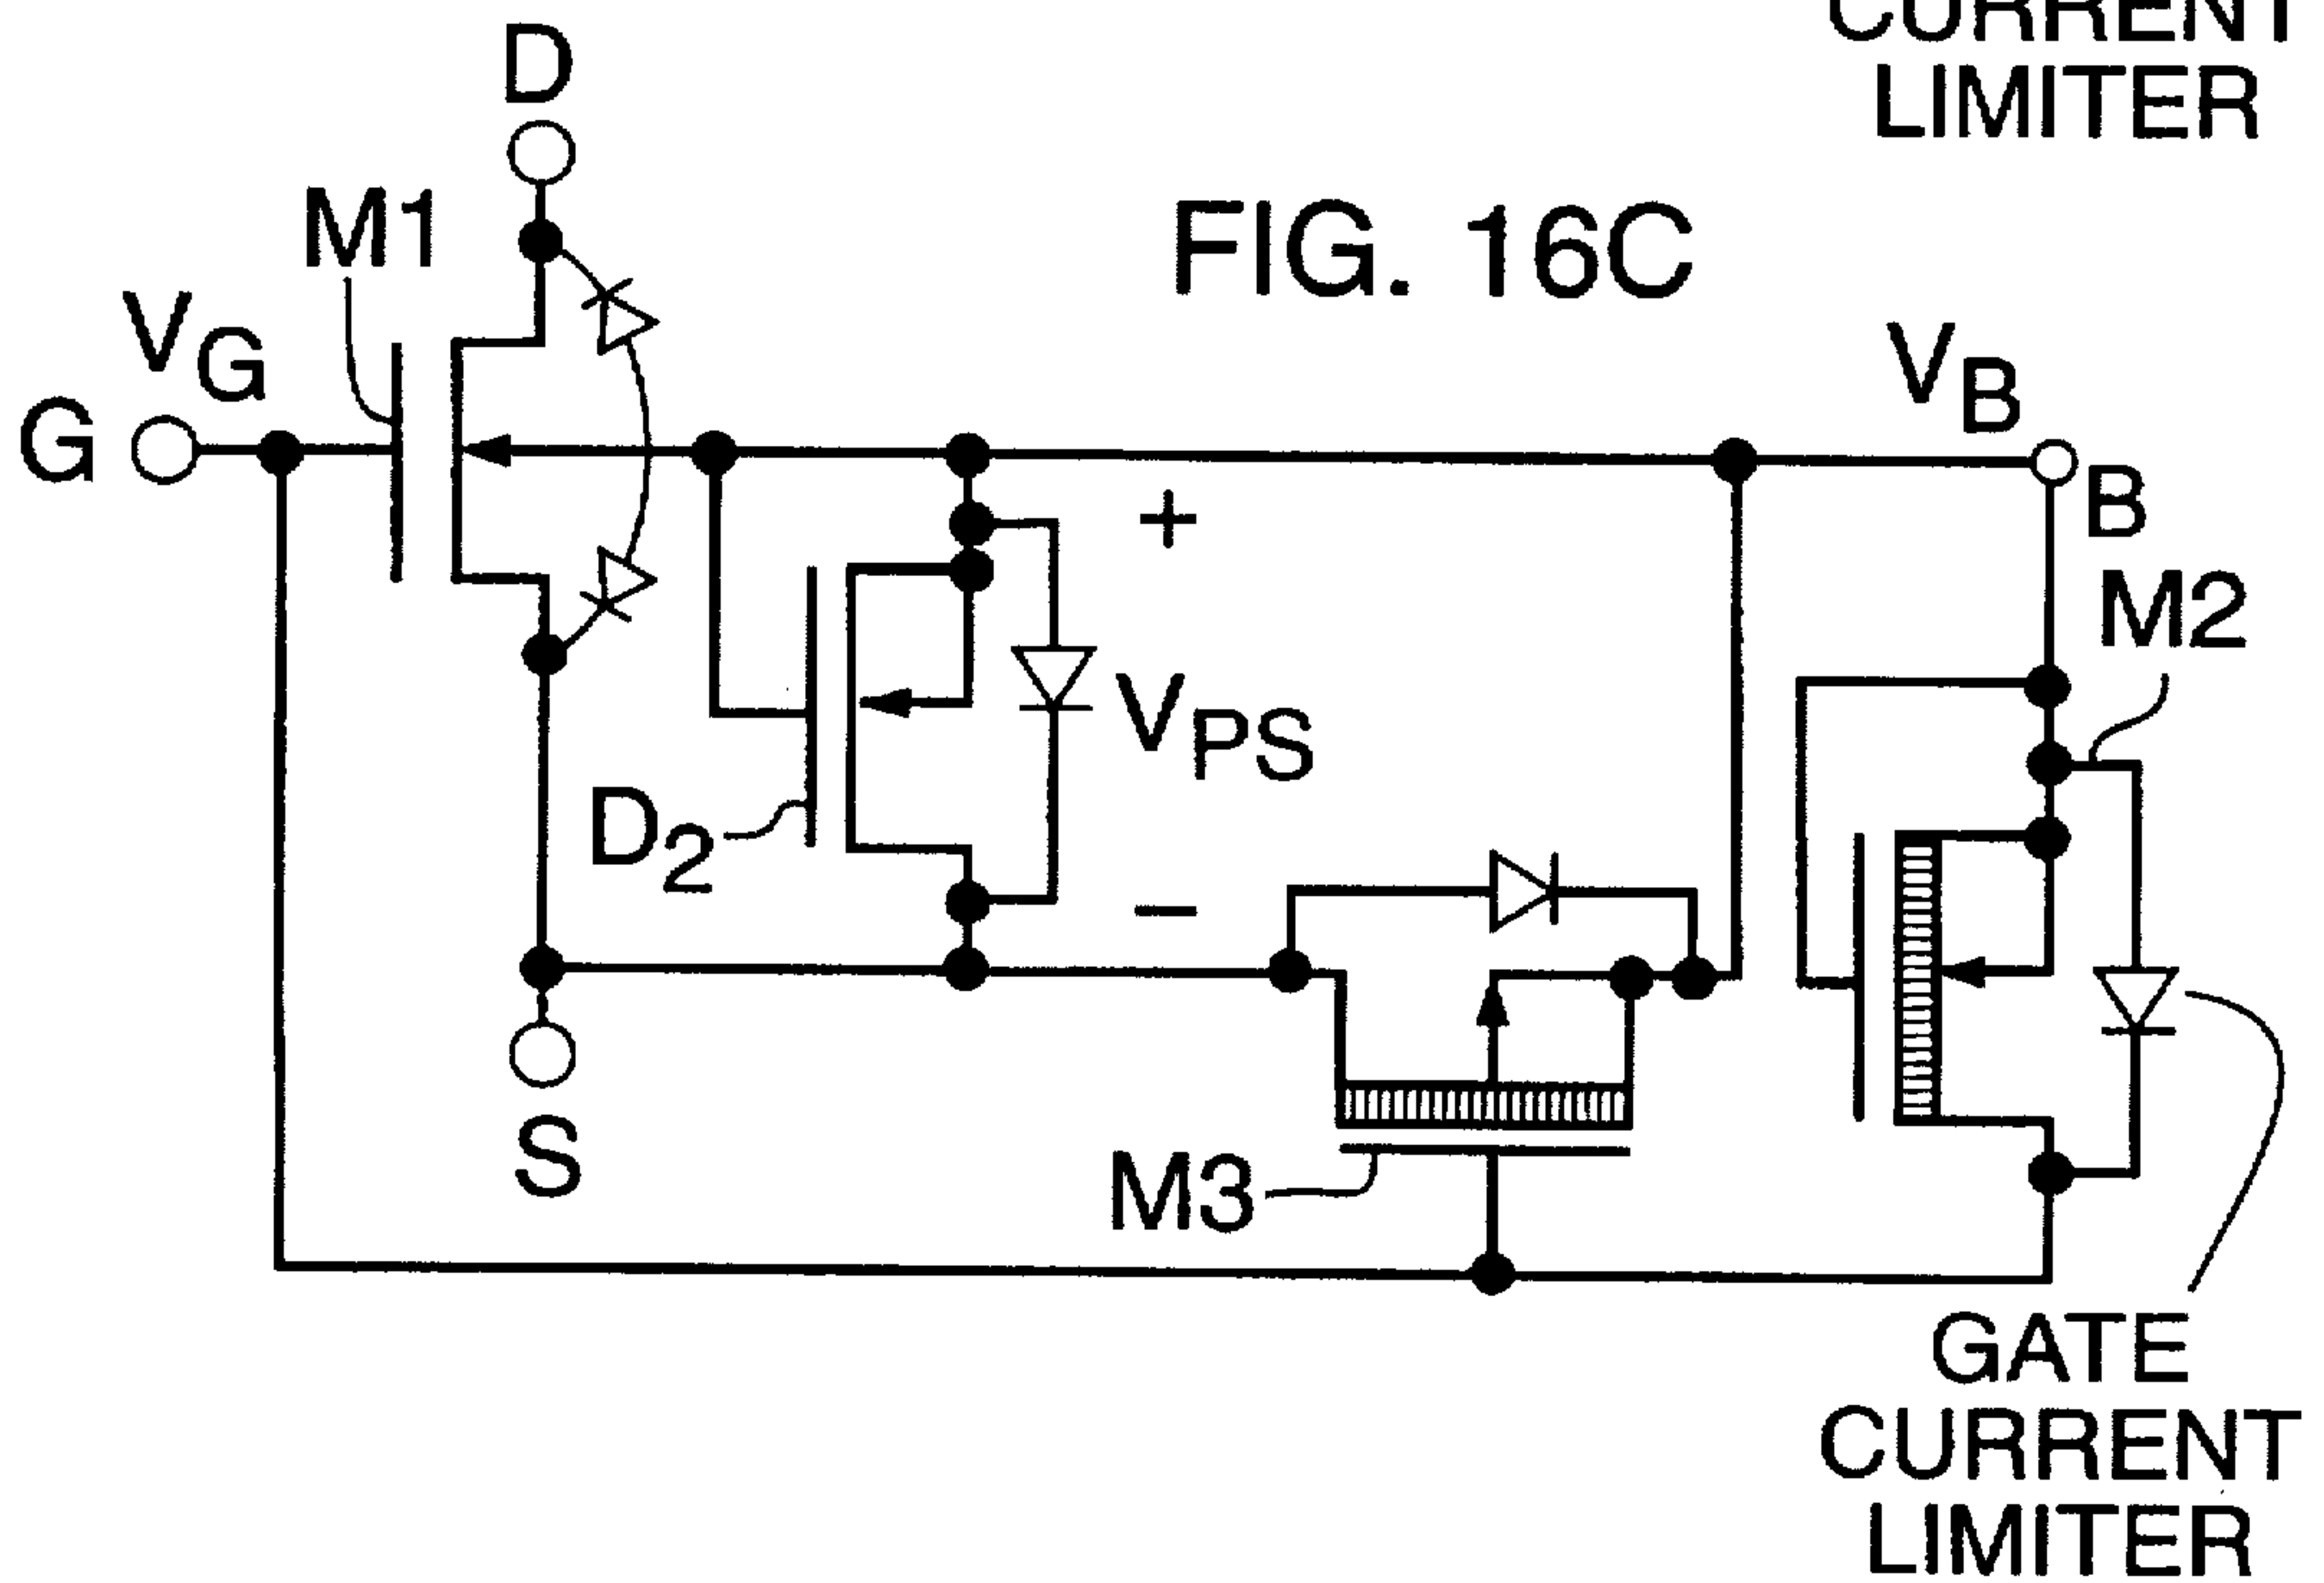 CURRENT
LIMITER
D
M1
FIG. 16C
VG
G
VB
B
+
M2
VPS
D2
−
S
M3
GATE
CURRENT
LIMITER